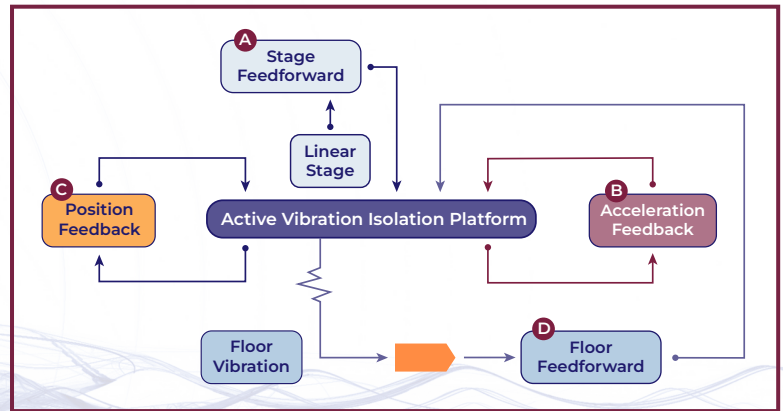 A
Stage
Feedforward
Linear
Stage
C
Position
Feedback
Active Vibration Isolation Platform
B
Acceleration
Feedback
Floor
Vibration
D
Floor
Feedforward